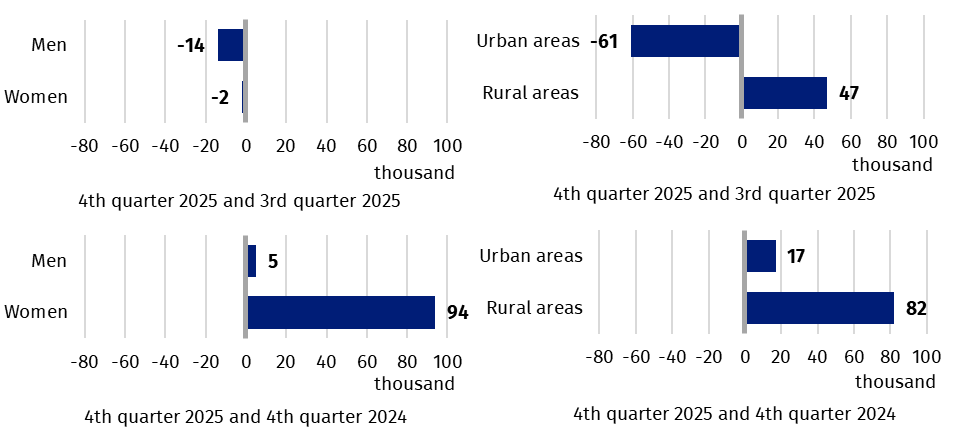 Men -14
Women -2
-80 -60 -40 -20 0 20 40 60 80 100
thousand
4th quarter 2025 and 3rd quarter 2025
Urban areas -61
Rural areas 47
-80 -60 -40 -20 0 20 40 60 80 100
thousand
4th quarter 2025 and 3rd quarter 2025
Men 5
Women 94
-80 -60 -40 -20 0 20 40 60 80 100
thousand
4th quarter 2025 and 4th quarter 2024
Urban areas 17
Rural areas 82
-80 -60 -40 -20 0 20 40 60 80 100
thousand
4th quarter 2025 and 4th quarter 2024